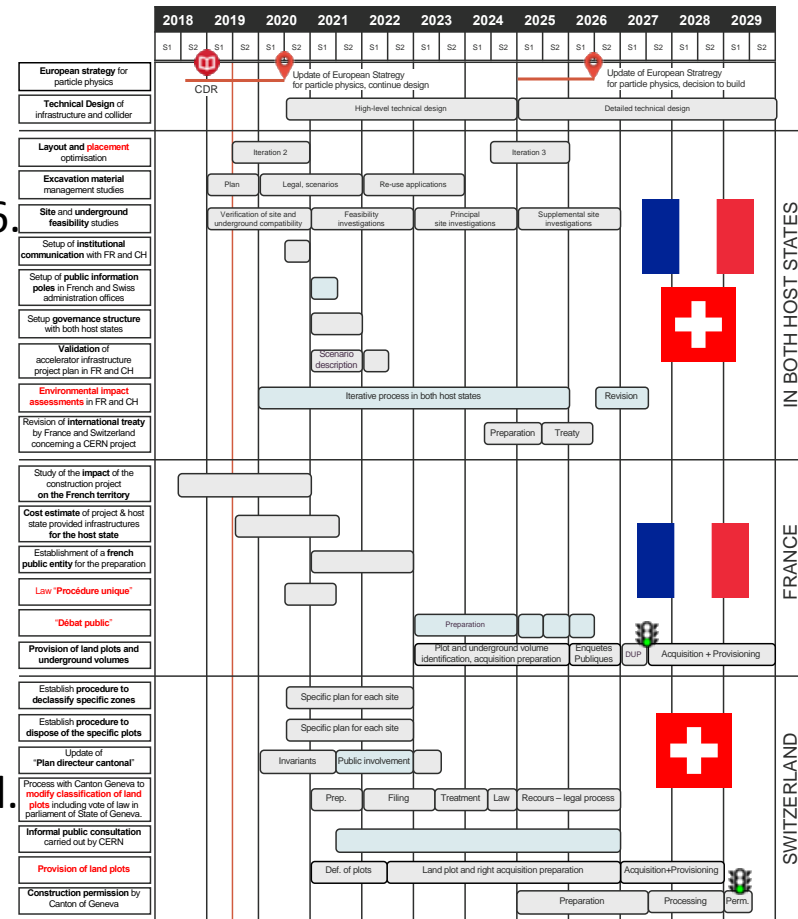 2018 2019 2020 2021 2022 2023 2024 2025 2026 2027 2028 2029
S1 S2 S1 S2 S1 S2 S1 S2 S1 S2 S1 S2 S1 S2 S1 S2 S1 S2 S1 S2 S1 S2 S1 S2
European strategy for
particle physics
CDR
Update of European Statregy
for particle physics, continue design
Update of European Strategy
for particle physics, decision to build
Technical Design of
infrastructure and collider
High-level technical design
Detailed technical design
Layout and placement
optimisation
Iteration 2
Iteration 3
Excavation material
management studies
Plan
Legal, scenarios
Re-use applications
6.
Site and underground
feasibility studies
Verification of site and
underground compatibility
Feasibility
investigations
Principal
site investigations
Supplemental site
investigations
Setup of institutional
communication with FR and CH
Setup of public information
poles in French and Swiss
administration offices
Setup governance structure
with both host states
Validation of
accelerator infrastructure
project plan in FR and CH
Scenario
description
Environmental impact
assessments in FR and CH
Iterative process in both host states
Revision
Revision of international treaty
by France and Switzerland
concerning a CERN project
Preparation
Treaty
IN BOTH HOST STATES
Study of the impact of the
construction project
on the French territory
Cost estimate of project & host
state provided infrastructures
for the host state
Establishment of a french
public entity for the preparation
Law "Procédure unique"
"Débat public"
Preparation
Provision of land plots and
underground volumes
Plot and underground volume
identification, acquisition preparation
Enquetes
Publiques
DUP
Acquisition + Provisioning
FRANCE
Establish procedure to
declassify specific zones
Specific plan for each site
Establish procedure to
dispose of the specific plots
Specific plan for each site
Update of
"Plan directeur cantonal"
Invariants
Public involvement
Process with Canton Geneva to
modify classification of land
plots including vote of law in
parliament of State of Geneva.
Prep.
Filing
Treatment
Law
Recours – legal process
Informal public consultation
carried out by CERN
Provision of land plots
Def. of plots
Land plot and right acquisition preparation
Acquisition+Provisioning
Construction permission by
Canton of Geneva
Preparation
Processing
Perm.
SWITZERLAND